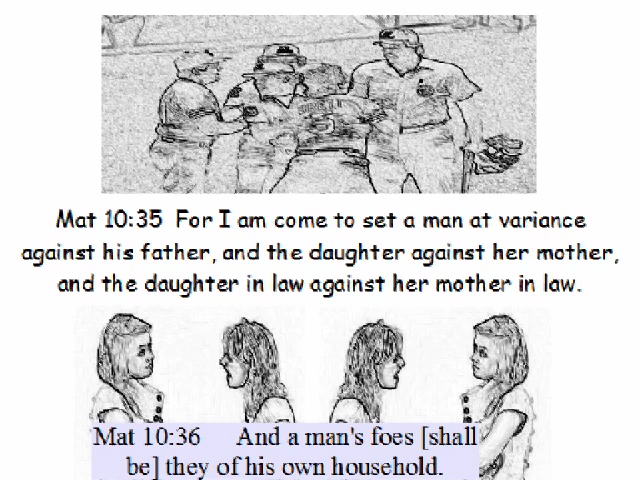 Mat 10:35 For I am come to set a man at variance
against his father, and the daughter against her mother,
and the daughter in law against her mother in law.
Mat 10:36 And a man's foes [shall
be] they of his own household.